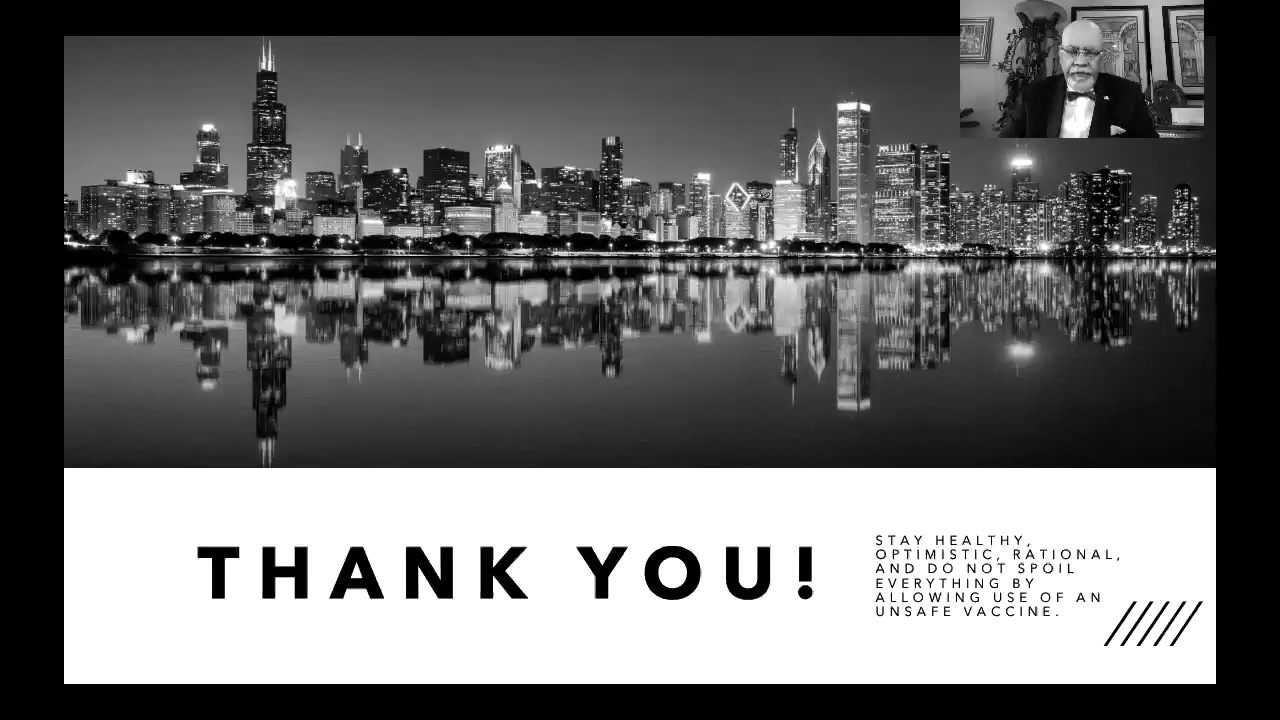 THANK YOU!
STAY HEALTHY,
OPTIMISTIC, RATIONAL,
AND DO NOT SPOIL
EVERYTHING BY
ALLOWING USE OF AN
UNSAFE VACCINE.